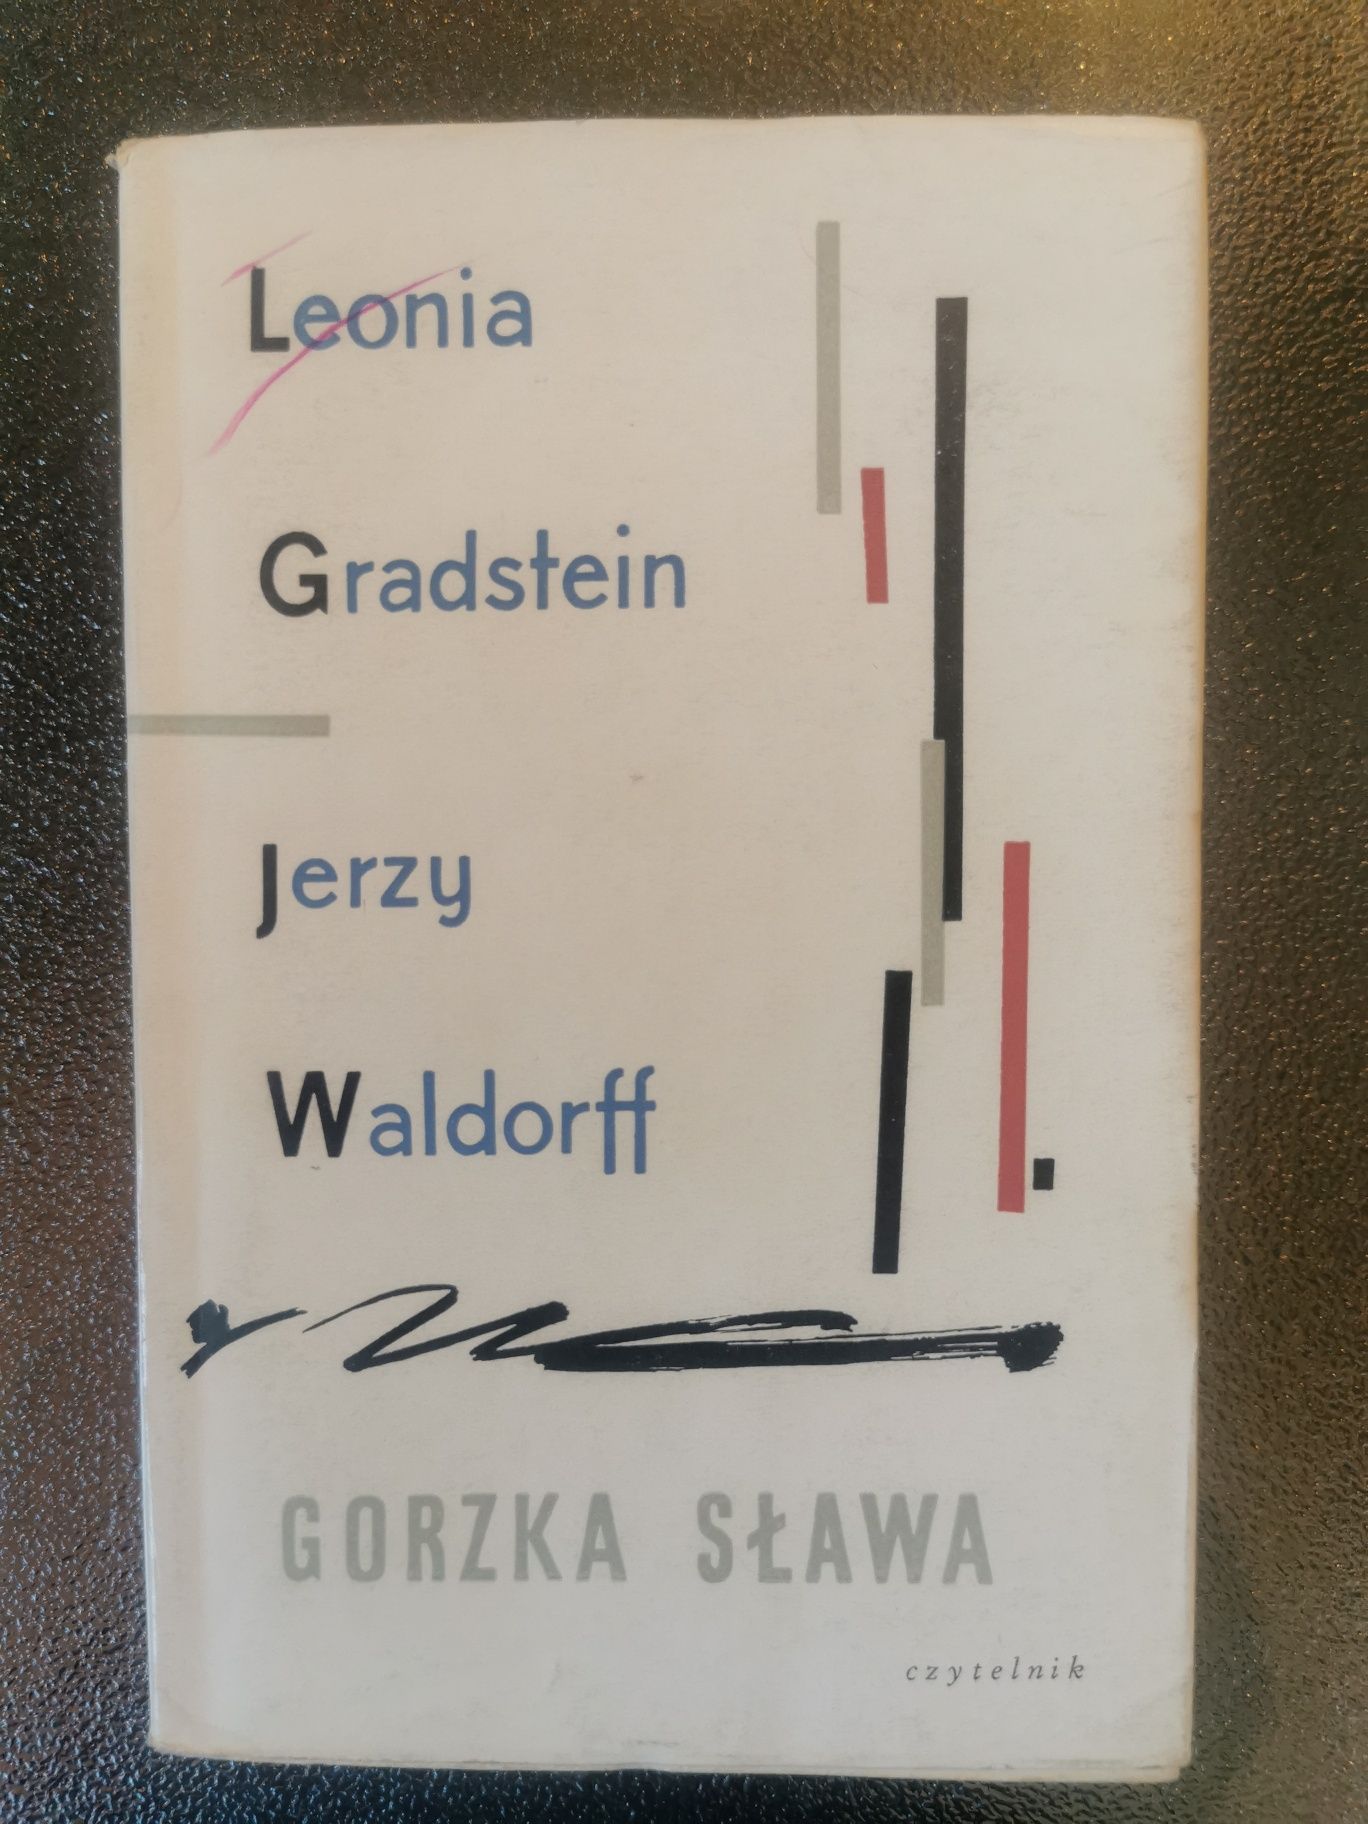 Leonia
Gradstein
Jerzy
Waldorff
GORZKA SŁAWA
czytelnik